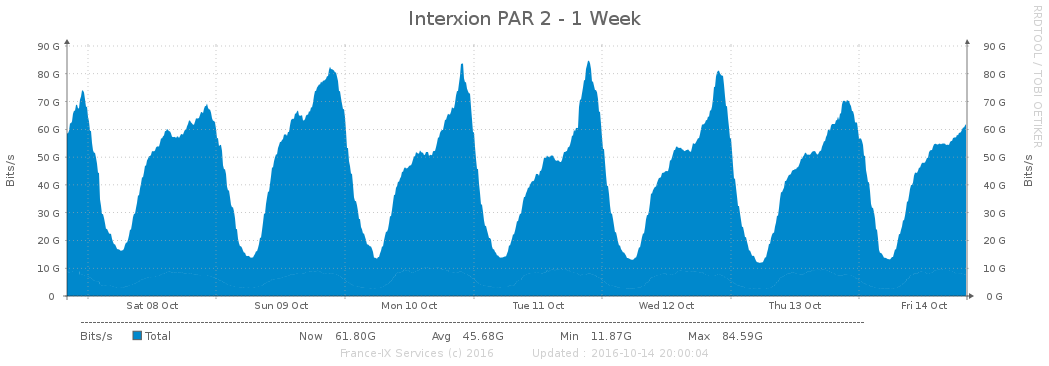 Interxion PAR 2 - 1 Week
RRDTOOL / TOBI OETIKER
90 G 90 G
80 G 80 G
70 G 70 G
60 G 60 G
50 G 50 G
40 G 40 G
30 G 30 G
20 G 20 G
10 G 10 G
0 0 G
Bits/s
Bits/s
Sat 08 Oct Sun 09 Oct Mon 10 Oct Tue 11 Oct Wed 12 Oct Thu 13 Oct Fri 14 Oct
Bits/s Total Now 61.80G Avg 45.68G Min 11.87G Max 84.59G
France-IX Services (c) 2016 Updated : 2016-10-14 20:00:04